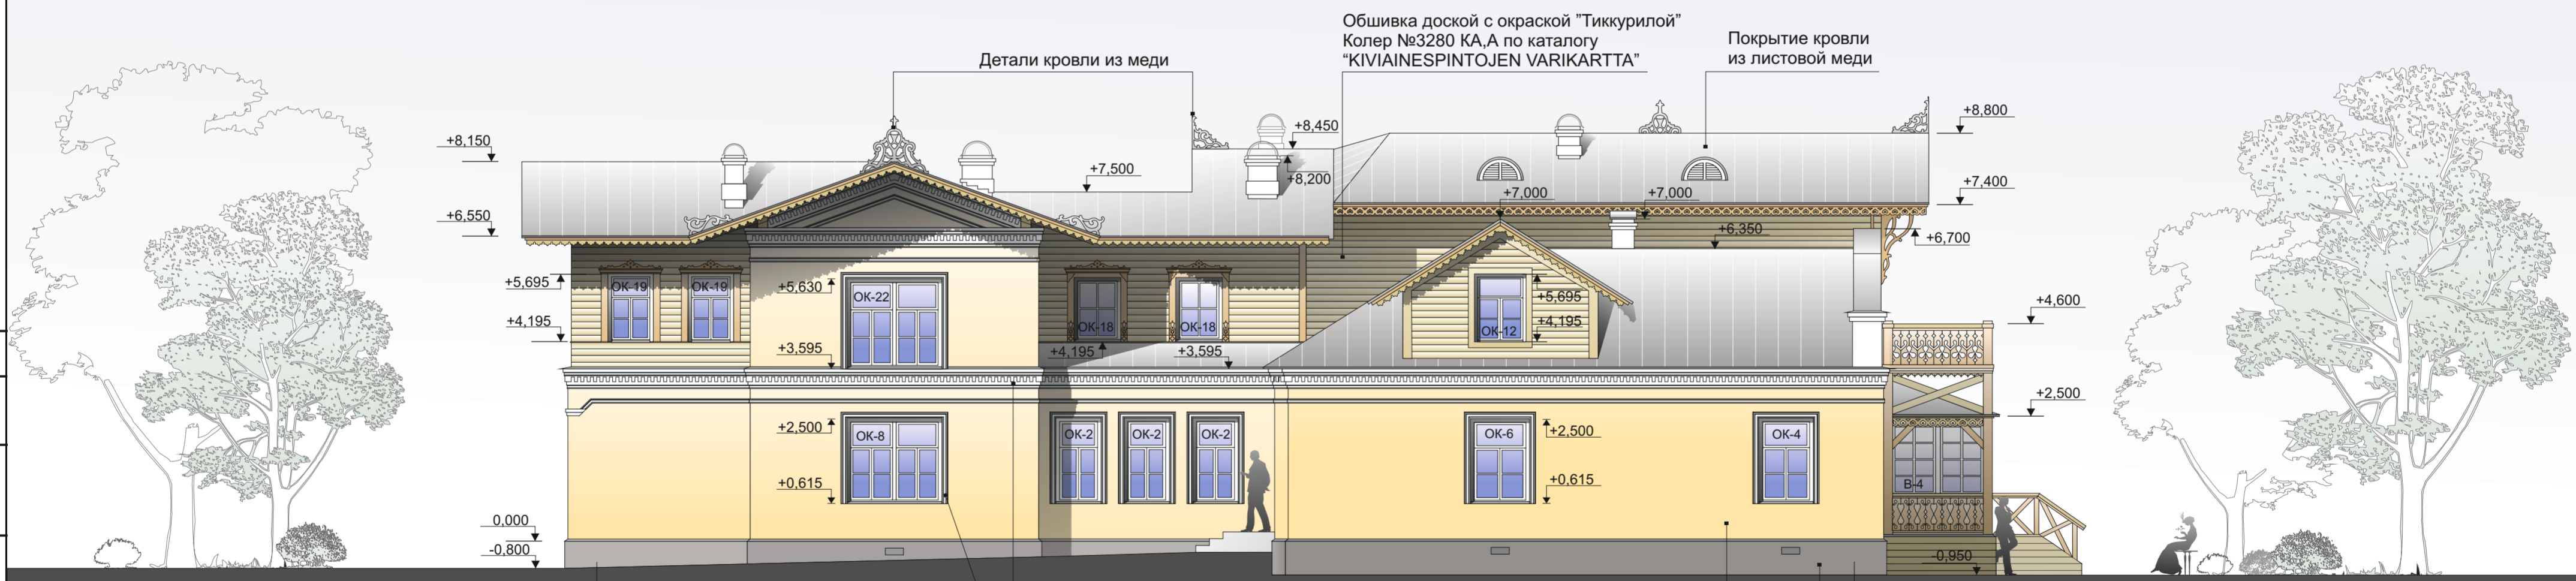 Обшивка доской с окраской "Тиккурилой"
Колер №3280 КА,А по каталогу
"KIVIAINESPINTOJEN VARIKARTTA"
Покрытие кровли
из листовой меди
Детали кровли из меди
+8,150
+6,550
+5,695
+4,195
0,000
-0,800
+7,500
+8,450
+8,200
+7,000
+7,000
+6,350
+8,800
+7,400
+6,700
+4,600
+2,500
-0,950
ОК-19
ОК-19
+5,630
ОК-22
+3,595
ОК-18
ОК-18
+4,195
+3,595
ОК-12
+5,695
+4,195
+2,500
ОК-8
+0,615
ОК-2
ОК-2
ОК-2
ОК-6
+2,500
+0,615
ОК-4
В-4